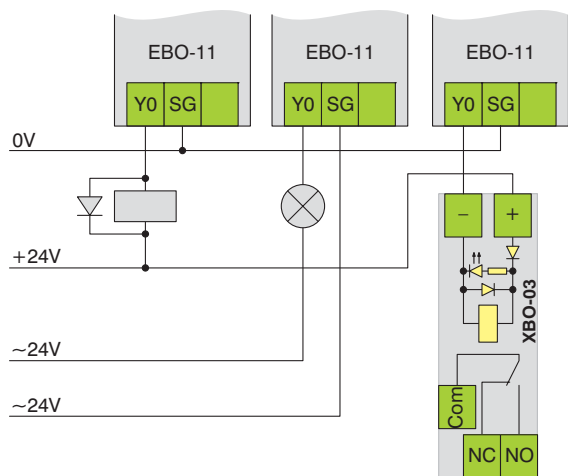 EBO-11 EBO-11 EBO-11
Y0 SG Y0 SG Y0 SG
0V
− +
+24V
XBO-03
~24V
Com
~24V
NC NO